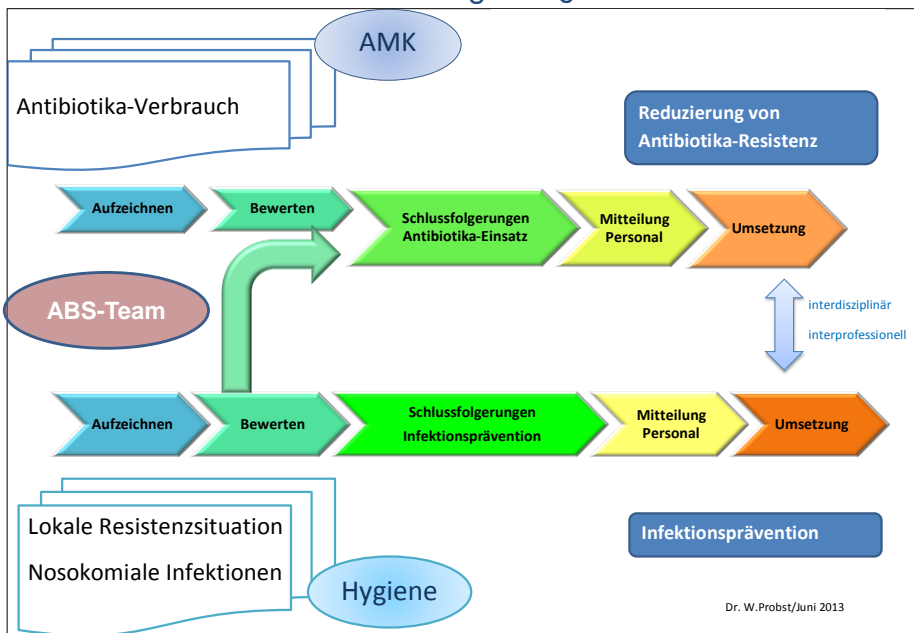 AMK
Antibiotika-Verbrauch
Reduzierung von
Antibiotika-Resistenz
Aufzeichnen
Bewerten
Schlussfolgerungen
Antibiotika-Einsatz
Mitteilung
Personal
Umsetzung
ABS-Team
interdisziplinär
interprofessionell
Aufzeichnen
Bewerten
Schlussfolgerungen
Infektionsprävention
Mitteilung
Personal
Umsetzung
Lokale Resistenzsituation
Nosokomiale Infektionen
Hygiene
Infektionsprävention
Dr. W.Probst/Juni 2013